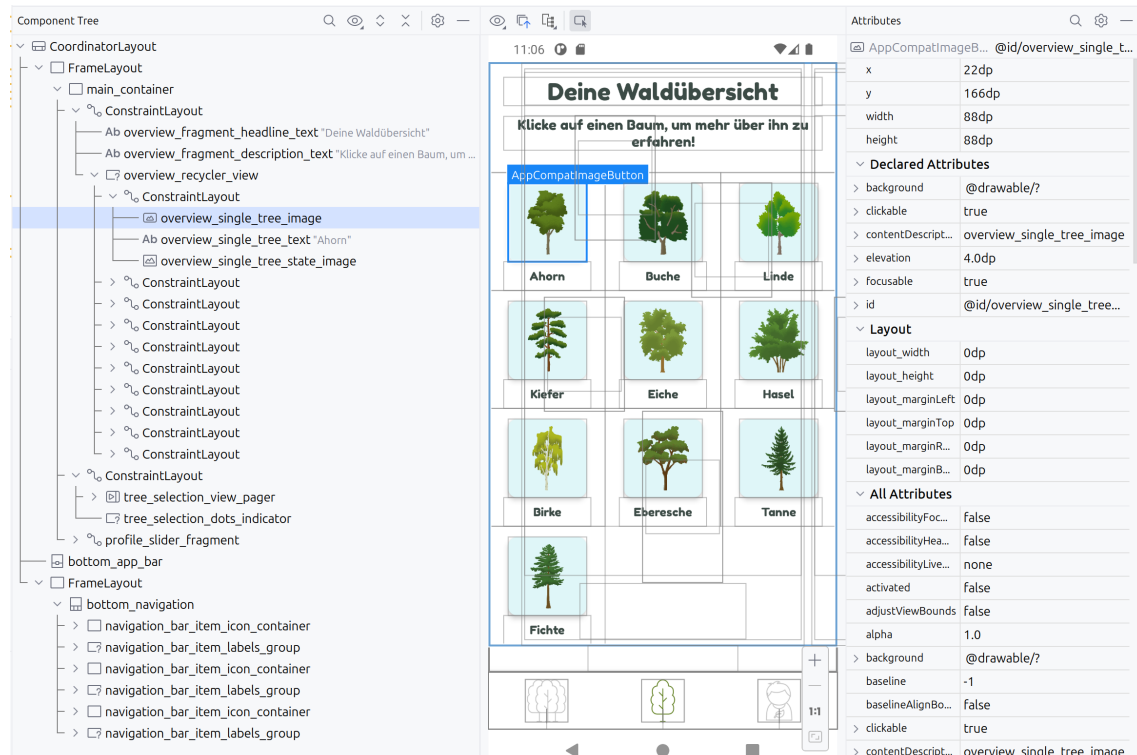 Component Tree
CoordinatorLayout
FrameLayout
main_container
ConstraintLayout
Ab overview_fragment_headline_text "Deine Waldübersicht"
Ab overview_fragment_description_text "Klicke auf einen Baum, um ...
overview_recycler_view
ConstraintLayout
overview_single_tree_image
Ab overview_single_tree_text "Ahorn"
overview_single_tree_state_image
ConstraintLayout
ConstraintLayout
ConstraintLayout
ConstraintLayout
ConstraintLayout
ConstraintLayout
ConstraintLayout
ConstraintLayout
ConstraintLayout
ConstraintLayout
tree_selection_view_pager
tree_selection_dots_indicator
profile_slider_fragment
bottom_app_bar
FrameLayout
bottom_navigation
navigation_bar_item_icon_container
navigation_bar_item_labels_group
navigation_bar_item_icon_container
navigation_bar_item_labels_group
navigation_bar_item_icon_container
navigation_bar_item_labels_group
11:06
Deine Waldübersicht
Klicke auf einen Baum, um mehr über ihn zu
erfahren!
AppCompatImageButton
Ahorn Buche Linde
Kiefer Eiche Hasel
Birke Eberesche Tanne
Fichte
1:1
Attributes
AppCompatImageB... @id/overview_single_t...
x 22dp
y 166dp
width 88dp
height 88dp
Declared Attributes
background @drawable/?
clickable true
contentDescript... overview_single_tree_image
elevation 4.0dp
focusable true
id @id/overview_single_tree...
Layout
layout_width 0dp
layout_height 0dp
layout_marginLeft 0dp
layout_marginTop 0dp
layout_marginR... 0dp
layout_marginB... 0dp
All Attributes
accessibilityFoc... false
accessibilityHea... false
accessibilityLive... none
activated false
adjustViewBounds false
alpha 1.0
background @drawable/?
baseline -1
baselineAlignBo... false
clickable true
contentDescript... overview_single_tree_image